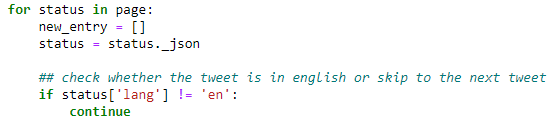 for status in page:
    new_entry = []
    status = status._json

    ## check whether the tweet is in english or skip to the next tweet
    if status['lang'] != 'en':
        continue